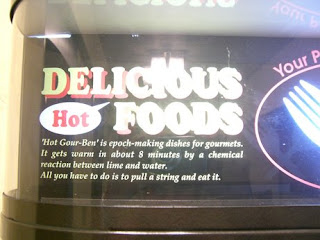 DELICIOUS
Hot FOODS
'Hot Gour-Ben' is epoch-making dishes for gourmets.
It gets warm in about 8 minutes by a chemical
reaction between lime and water.
All you have to do is to pull a string and eat it.
Your P